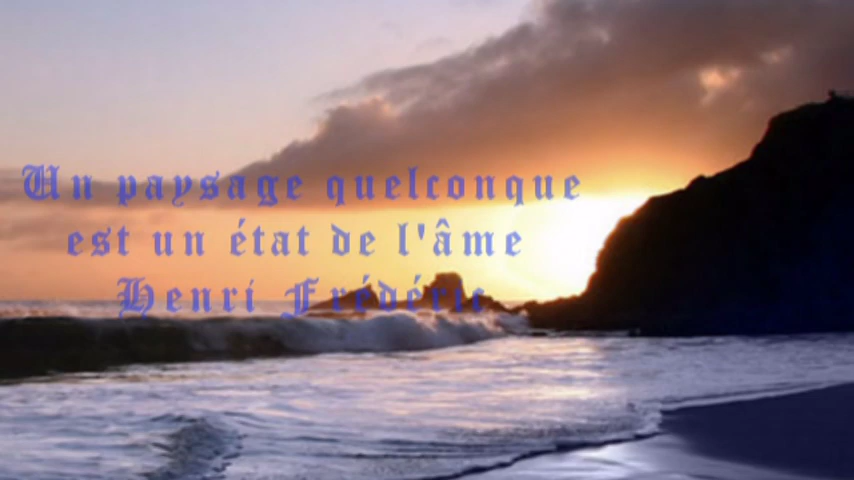 Un paysage quelconque
est un état de l'âme
Henri Frédéric